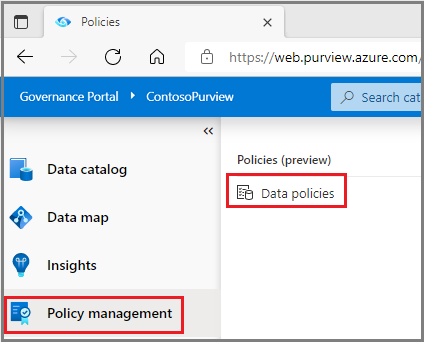 Policies
https://web.purview.azure.com/
Governance Portal
ContosoPurview
Search cat
Data catalog
Data map
Insights
Policy management
Policies (preview)
Data policies